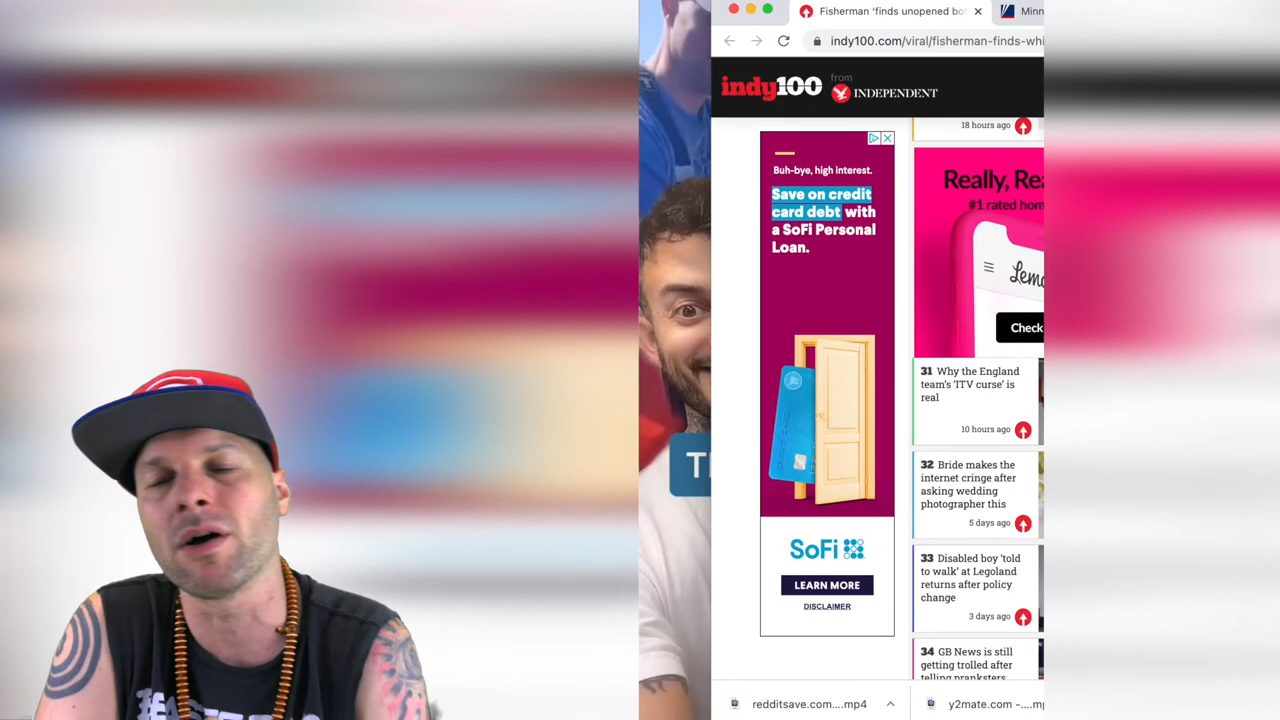 Fisherman 'finds unopened bo
Minn
indy100.com/viral/fisherman-finds-whi
indy100
from
INDEPENDENT
18 hours ago
Buh-bye, high interest.
Save on credit
card debt with
a SoFi Personal
Loan.
Really, Re
#1 rated hom
Lemo
Check
31 Why the England
team's 'ITV curse' is
real
10 hours ago
32 Bride makes the
internet cringe after
asking wedding
photographer this
5 days ago
33 Disabled boy 'told
to walk' at Legoland
returns after policy
change
3 days ago
34 GB News is still
getting trolled after
telling pranksters
SoFi
LEARN MORE
DISCLAIMER
redditsave.com....mp4
y2mate.com -....mp